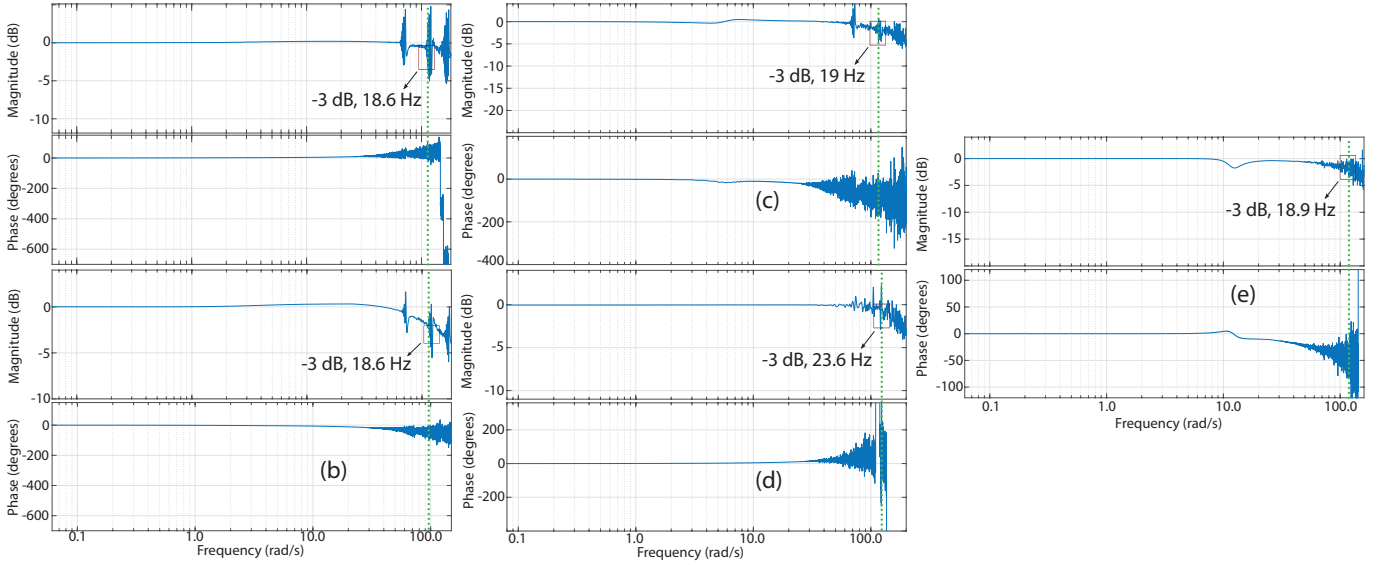 0
-5
-10
Magnitude (dB)
-3 dB, 18.6 Hz
0
-200
-400
-600
Phase (degrees)
0
-5
-10
Magnitude (dB)
-3 dB, 18.6 Hz
0
-200
-400
-600
Phase (degrees)
(b)
0.1 1.0 10.0 100.0
Frequency (rad/s)
0
-5
-10
-15
-20
Magnitude (dB)
-3 dB, 19 Hz
0
-200
-400
Phase (degrees)
(c)
0
-5
-10
Magnitude (dB)
-3 dB, 23.6 Hz
200
0
-200
Phase (degrees)
(d)
0.1 1.0 10.0 100.0
Frequency (rad/s)
0
-5
-10
-15
Magnitude (dB)
-3 dB, 18.9 Hz
100
50
0
-50
-100
Phase (degrees)
(e)
0.1 1.0 10.0 100.0
Frequency (rad/s)